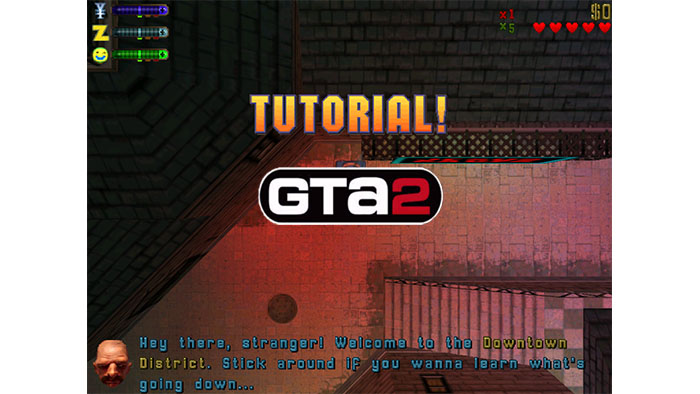 ¥
Z
x1
x5
$0
TUTORIAL!
GTA2
Hey there, stranger! Welcome to the Downtown
District. Stick around if you wanna learn what's
going down...